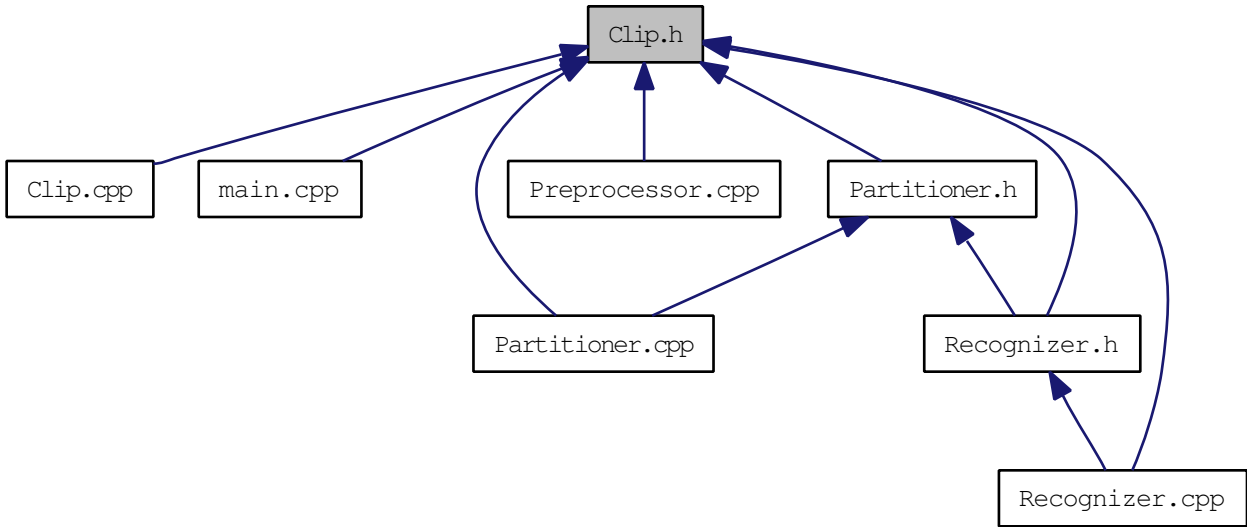 Clip.h
Clip.cpp
main.cpp
Preprocessor.cpp
Partitioner.h
Partitioner.cpp
Recognizer.h
Recognizer.cpp